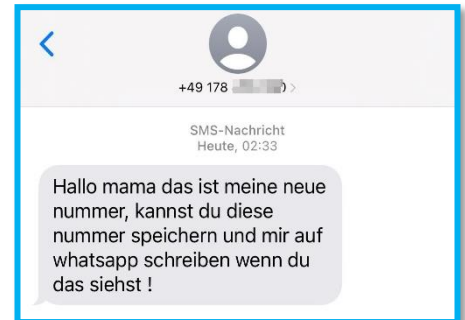 +49 178
SMS-Nachricht
Heute, 02:33
Hallo mama das ist meine neue
nummer, kannst du diese
nummer speichern und mir auf
whatsapp schreiben wenn du
das siehst !